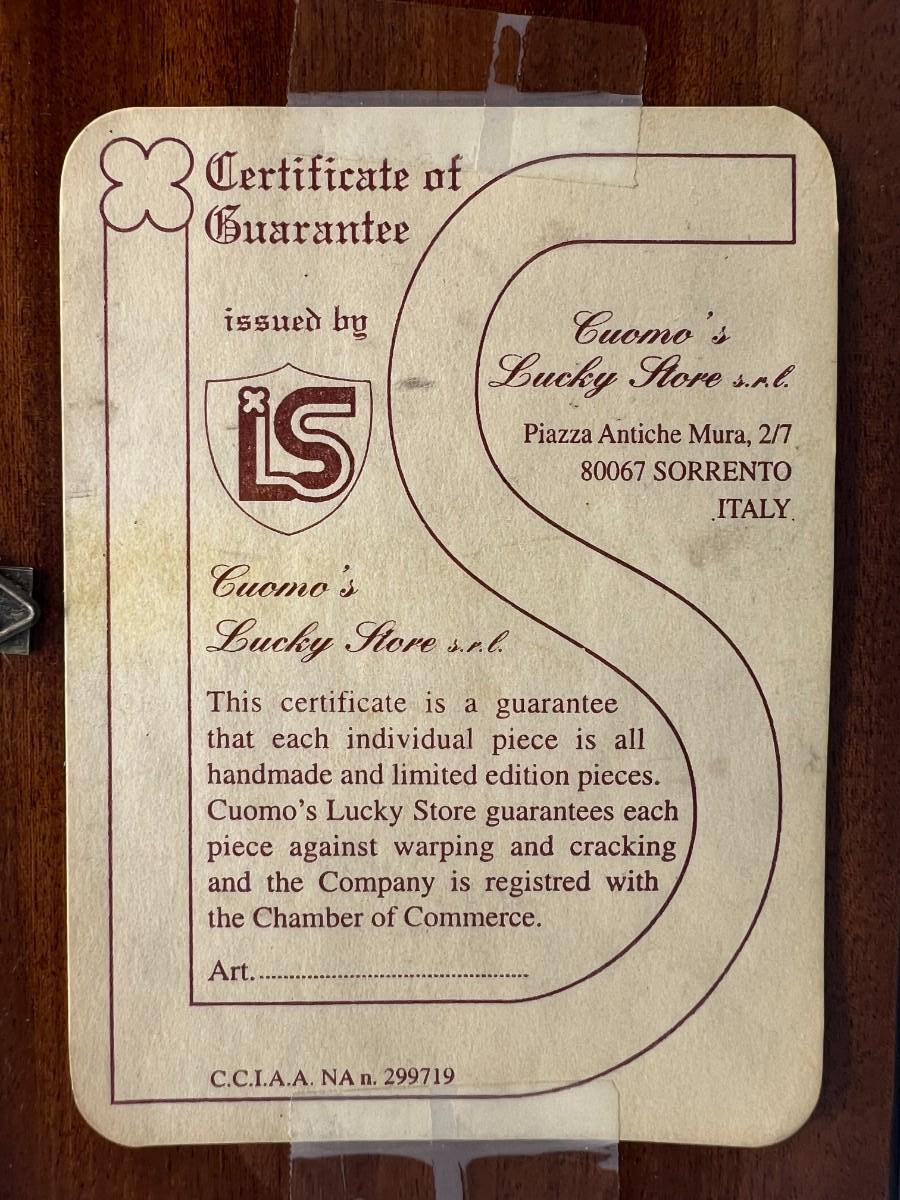 Certificate of
Guarantee
issued by
LS
Cuomo's
Lucky Store s.r.l.
Piazza Antiche Mura, 2/7
80067 SORRENTO
ITALY
Cuomo's
Lucky Store s.r.l.
This certificate is a guarantee
that each individual piece is all
handmade and limited edition pieces.
Cuomo's Lucky Store guarantees each
piece against warping and cracking
and the Company is registred with
the Chamber of Commerce.
Art...............................................
C.C.I.A.A. NA n. 299719